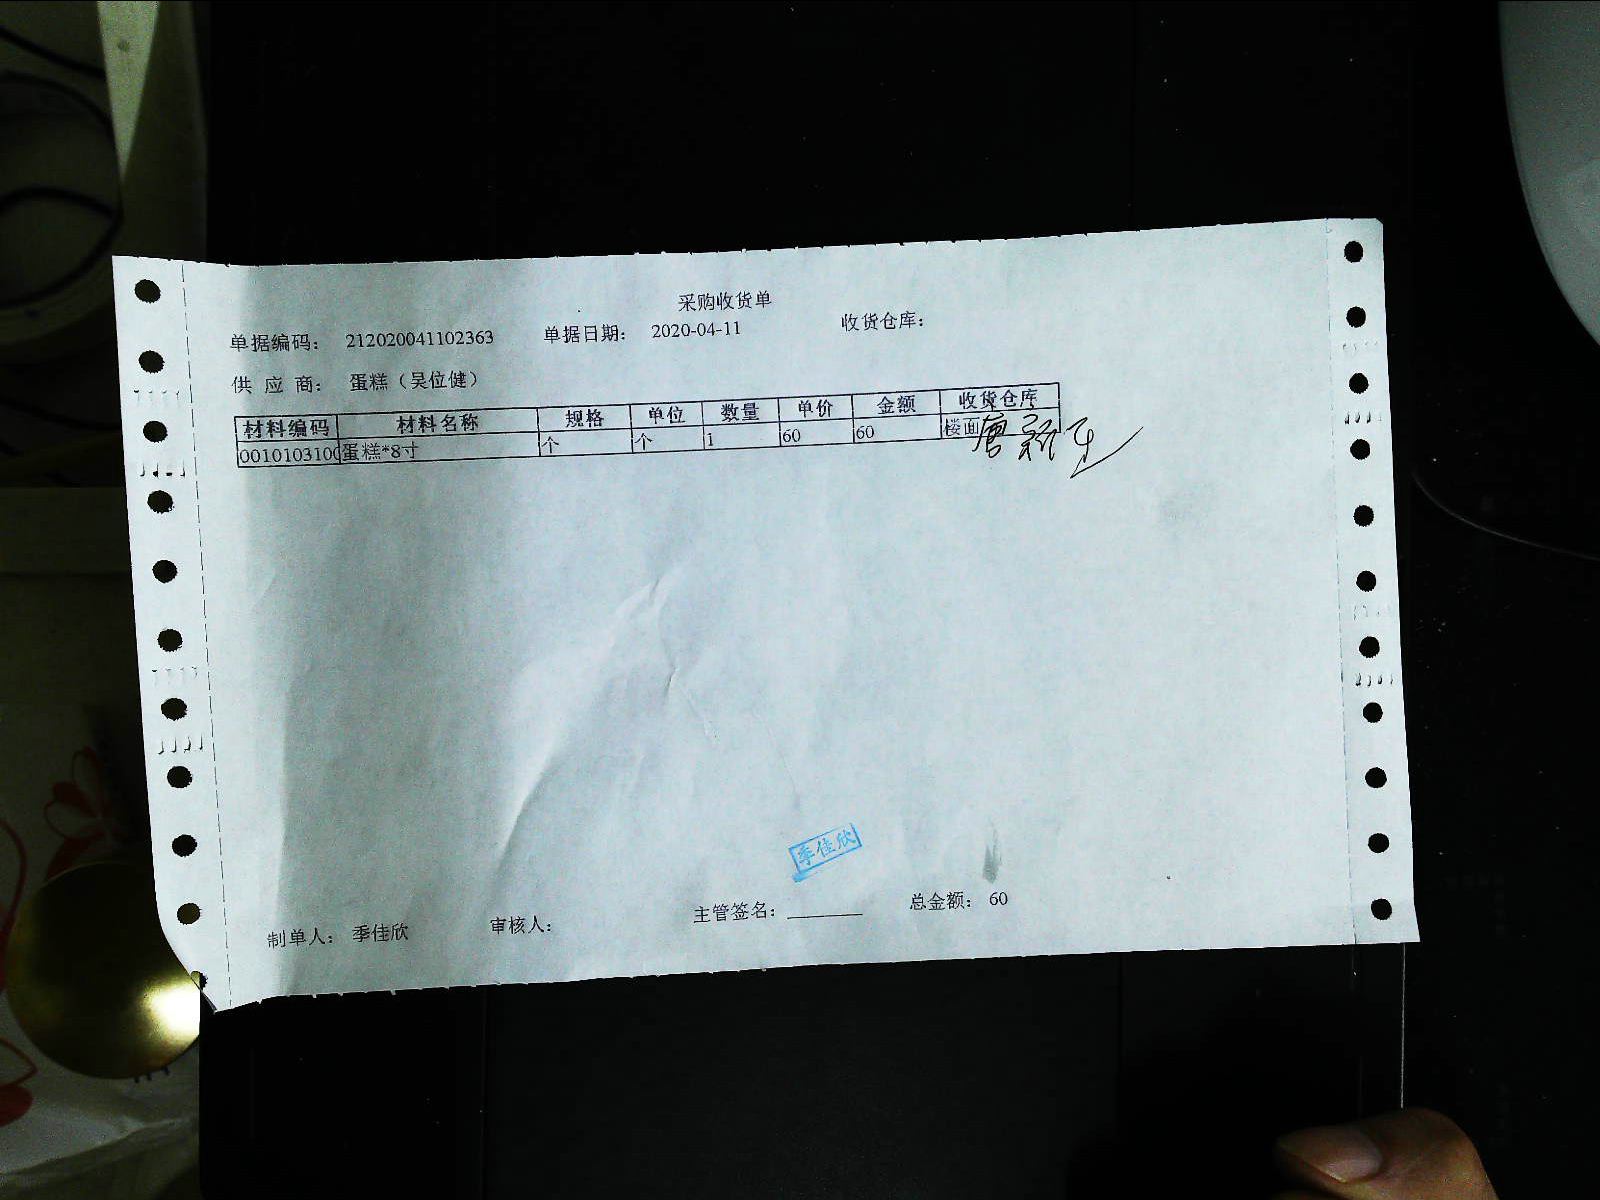 采购收货单
单据编码： 212020041102363 单据日期： 2020-04-11 收货仓库：
供 应 商： 蛋糕（吴位健）
材料编码 材料名称 规格 单位 数量 单价 金额 收货仓库
0010103100 蛋糕*8寸 个 个 1 60 60 楼面
季佳欣
制单人： 季佳欣 审核人： 主管签名： 总金额： 60